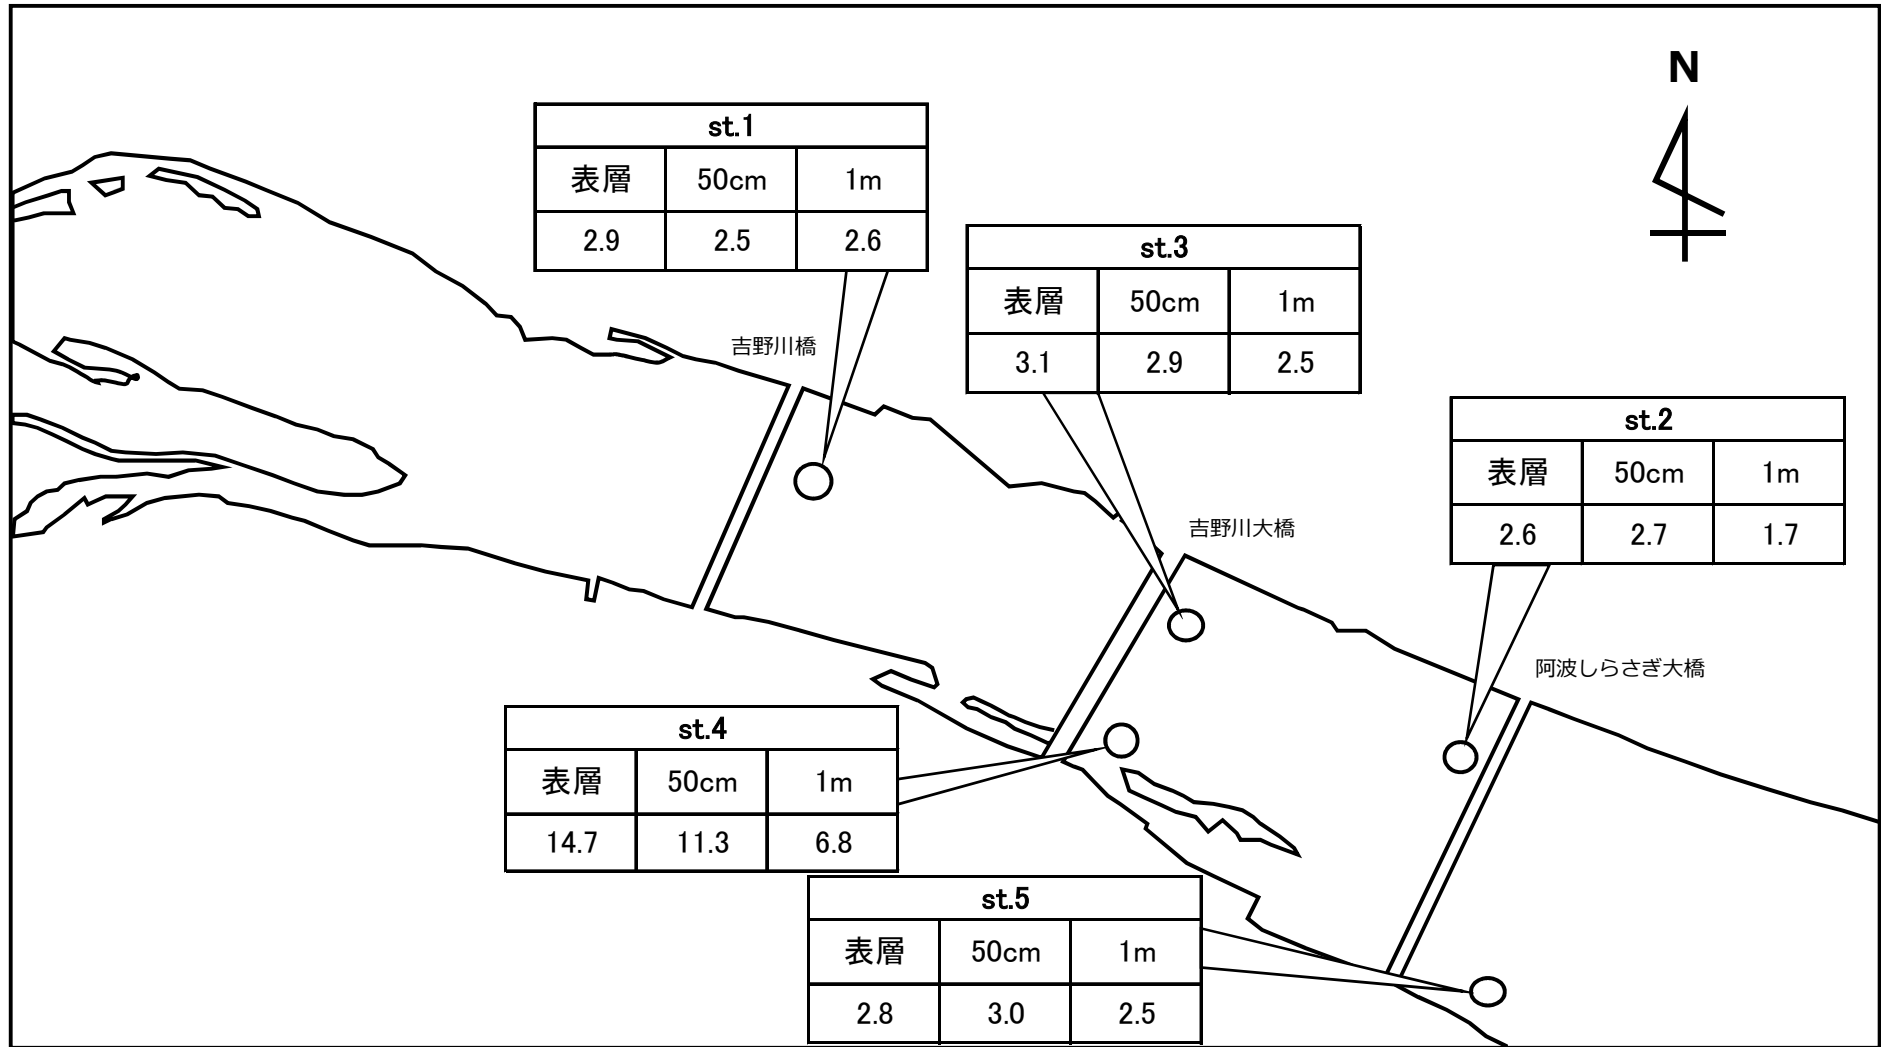 N
st.1
表層 50cm 1m
2.9 2.5 2.6
吉野川橋
st.3
表層 50cm 1m
3.1 2.9 2.5
st.2
表層 50cm 1m
2.6 2.7 1.7
吉野川大橋
阿波しらさぎ大橋
st.4
表層 50cm 1m
14.7 11.3 6.8
st.5
表層 50cm 1m
2.8 3.0 2.5